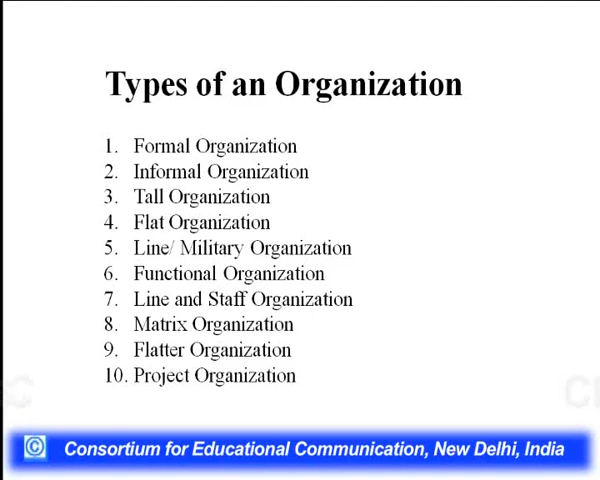 Types of an Organization
1. Formal Organization
2. Informal Organization
3. Tall Organization
4. Flat Organization
5. Line/ Military Organization
6. Functional Organization
7. Line and Staff Organization
8. Matrix Organization
9. Flatter Organization
10. Project Organization
© Consortium for Educational Communication, New Delhi, India